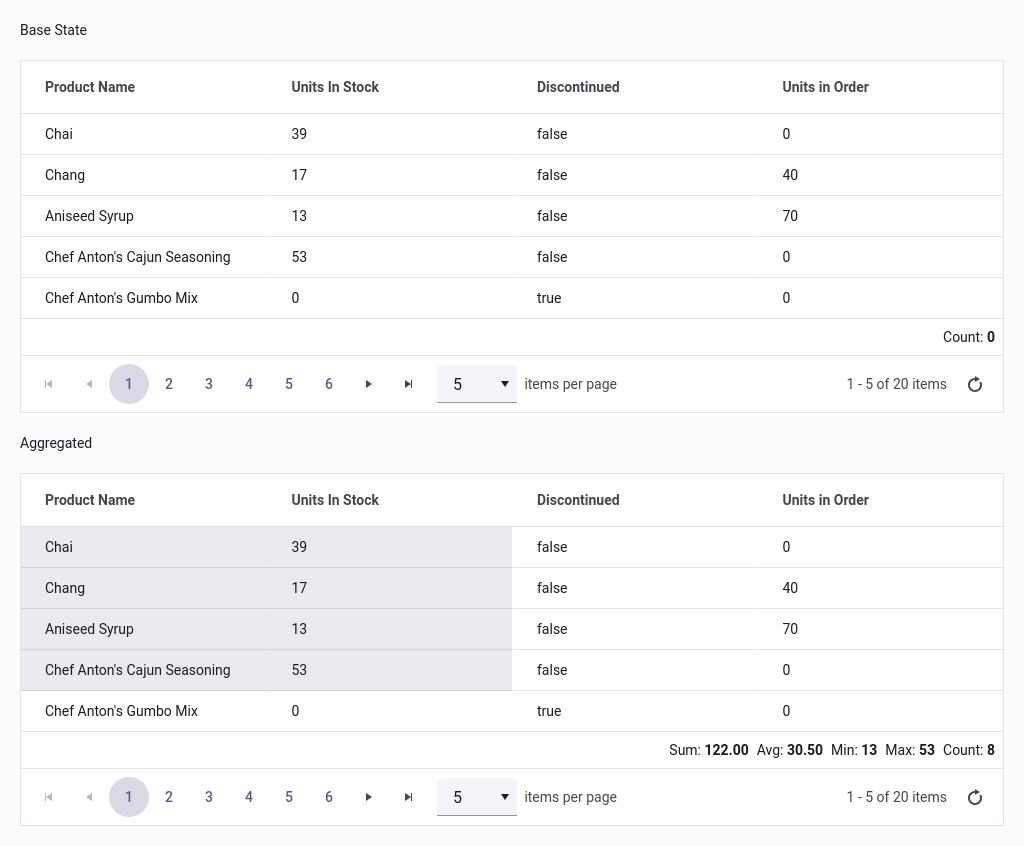 Base State
Product Name Units In Stock Discontinued Units in Order
Chai 39 false 0
Chang 17 false 40
Aniseed Syrup 13 false 70
Chef Anton's Cajun Seasoning 53 false 0
Chef Anton's Gumbo Mix 0 true 0
Count: 0
1 2 3 4 5 6 5 items per page 1 - 5 of 20 items
Aggregated
Product Name Units In Stock Discontinued Units in Order
Chai 39 false 0
Chang 17 false 40
Aniseed Syrup 13 false 70
Chef Anton's Cajun Seasoning 53 false 0
Chef Anton's Gumbo Mix 0 true 0
Sum: 122.00 Avg: 30.50 Min: 13 Max: 53 Count: 8
1 2 3 4 5 6 5 items per page 1 - 5 of 20 items